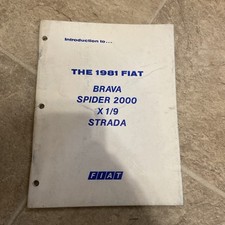 Introduction to...
THE 1981 FIAT
BRAVA
SPIDER 2000
X 1/9
STRADA
FIAT